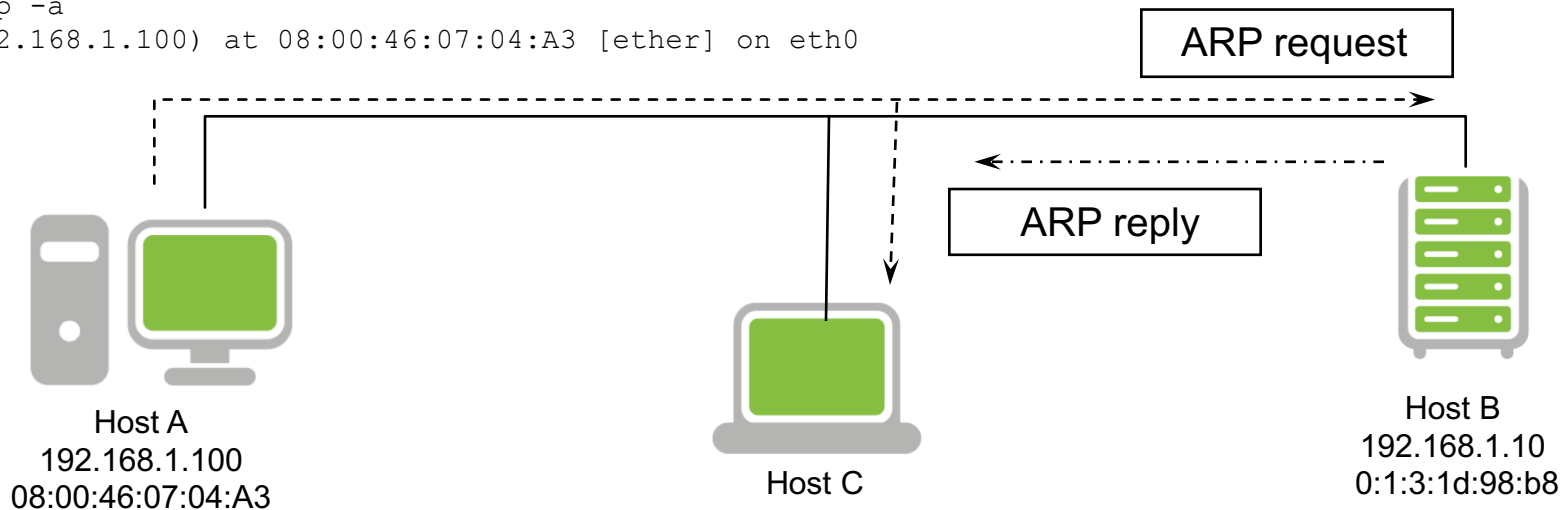 -a
2.168.1.100) at 08:00:46:07:04:A3 [ether] on eth0
ARP request
ARP reply
Host A
192.168.1.100
08:00:46:07:04:A3
Host C
Host B
192.168.1.10
0:1:3:1d:98:b8